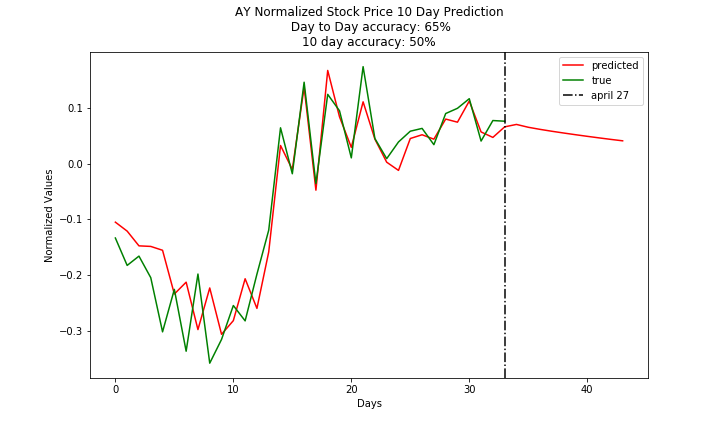 AY Normalized Stock Price 10 Day Prediction
Day to Day accuracy: 65%
10 day accuracy: 50%
predicted
true
april 27
0.1
0.0
−0.1
−0.2
−0.3
Normalized Values
0
10
20
30
40
Days